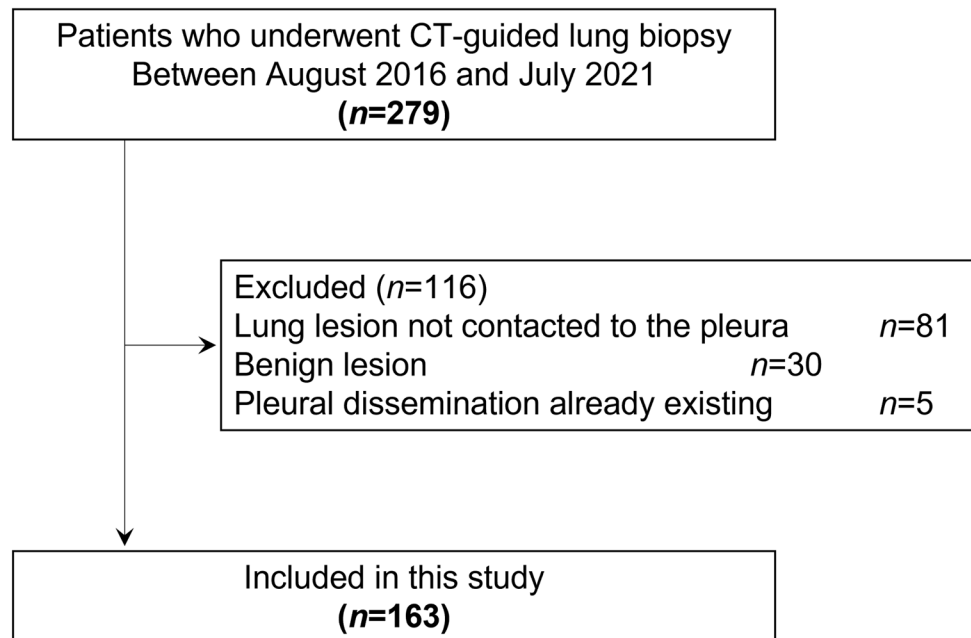 Patients who underwent CT-guided lung biopsy
Between August 2016 and July 2021
(n=279)
Excluded (n=116)
Lung lesion not contacted to the pleura n=81
Benign lesion n=30
Pleural dissemination already existing n=5
Included in this study
(n=163)